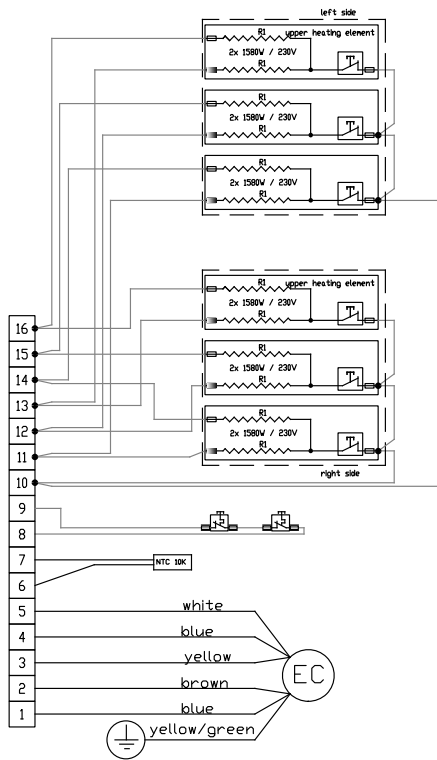 left side
R1
upper heating element
2x 1580W / 230V
R1
R1
2x 1580W / 230V
R1
R1
2x 1580W / 230V
R1
R1
upper heating element
2x 1580W / 230V
R1
R1
2x 1580W / 230V
R1
R1
2x 1580W / 230V
R1
right side
16
15
14
13
12
11
10
9
8
7
NTC 10K
6
5
white
4
blue
3
yellow
EC
2
brown
1
blue
yellow/green